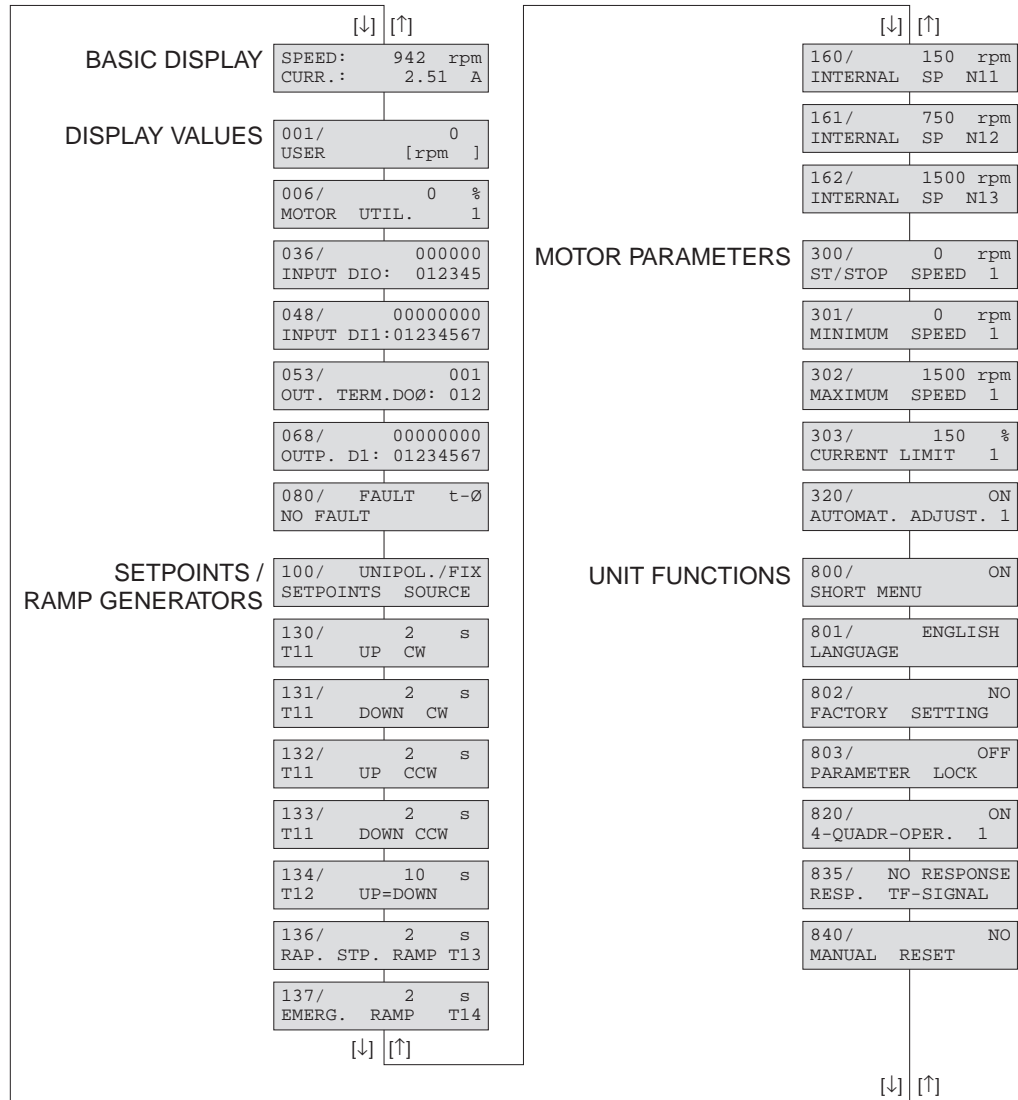 [↓] [↑]
BASIC DISPLAY
SPEED: 942 rpm
CURR.: 2.51 A
DISPLAY VALUES
001/ 0
USER [rpm ]
006/ 0 %
MOTOR UTIL. 1
036/ 000000
INPUT DIO: 012345
048/ 00000000
INPUT DI1:01234567
053/ 001
OUT. TERM.DOØ: 012
068/ 00000000
OUTP. D1: 01234567
080/ FAULT t-Ø
NO FAULT
SETPOINTS /
RAMP GENERATORS
100/ UNIPOL./FIX
SETPOINTS SOURCE
130/ 2 s
T11 UP CW
131/ 2 s
T11 DOWN CW
132/ 2 s
T11 UP CCW
133/ 2 s
T11 DOWN CCW
134/ 10 s
T12 UP=DOWN
136/ 2 s
RAP. STP. RAMP T13
137/ 2 s
EMERG. RAMP T14
[↓] [↑]
[↓] [↑]
160/ 150 rpm
INTERNAL SP N11
161/ 750 rpm
INTERNAL SP N12
162/ 1500 rpm
INTERNAL SP N13
MOTOR PARAMETERS
300/ 0 rpm
ST/STOP SPEED 1
301/ 0 rpm
MINIMUM SPEED 1
302/ 1500 rpm
MAXIMUM SPEED 1
303/ 150 %
CURRENT LIMIT 1
320/ ON
AUTOMAT. ADJUST. 1
UNIT FUNCTIONS
800/ ON
SHORT MENU
801/ ENGLISH
LANGUAGE
802/ NO
FACTORY SETTING
803/ OFF
PARAMETER LOCK
820/ ON
4-QUADR-OPER. 1
835/ NO RESPONSE
RESP. TF-SIGNAL
840/ NO
MANUAL RESET
[↓] [↑]